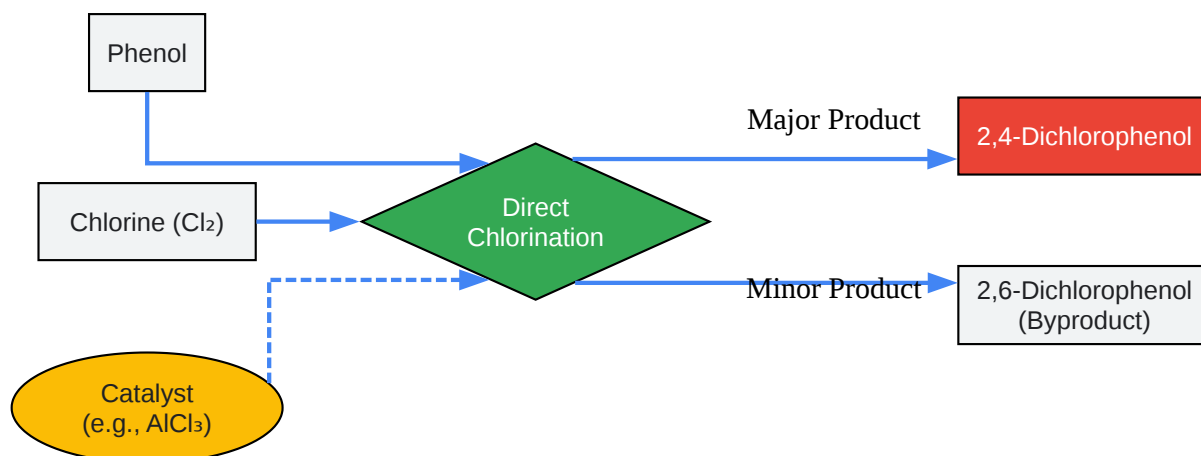 Phenol
Major Product
2,4-Dichlorophenol
Chlorine (Cl₂)
Direct
Chlorination
Minor Product
2,6-Dichlorophenol
(Byproduct)
Catalyst
(e.g., AlCl₃)